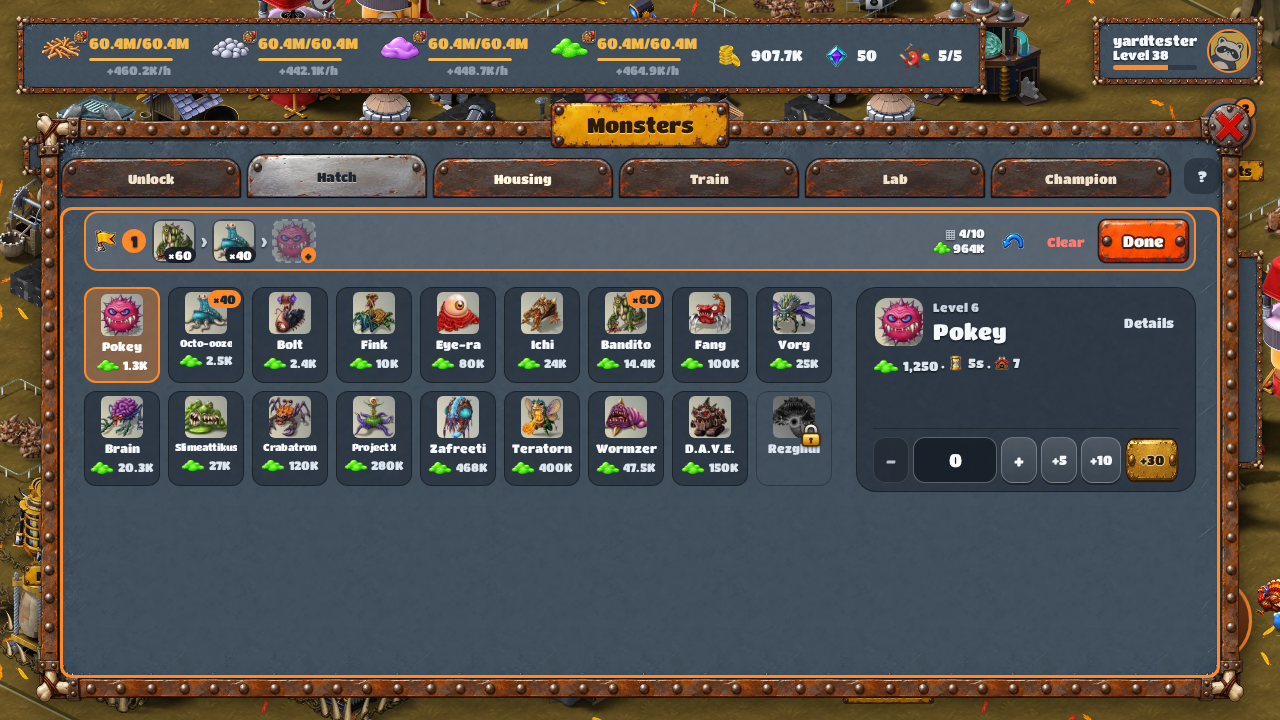 60.4M/60.4M
+460.2K/h
60.4M/60.4M
+442.1K/h
60.4M/60.4M
+448.7K/h
60.4M/60.4M
+464.9K/h
907.7K
50
5/5
yardtester
Level 38
Monsters
Unlock
Hatch
Housing
Train
Lab
Champion
?
1
×60
×40
4/10
964K
Clear
Done
Pokey
1.3K
×40
Octo-ooze
2.5K
Bolt
2.4K
Fink
10K
Eye-ra
80K
Ichi
24K
×60
Bandito
14.4K
Fang
100K
Vorg
25K
Brain
20.3K
Slimeattikus
27K
Crabatron
120K
Project X
280K
Zafreeti
468K
Teratorn
400K
Wormzer
47.5K
D.A.V.E.
150K
Level 6
Pokey
Details
1,250 · 5s · 7
- 0 + +5 +10 +30